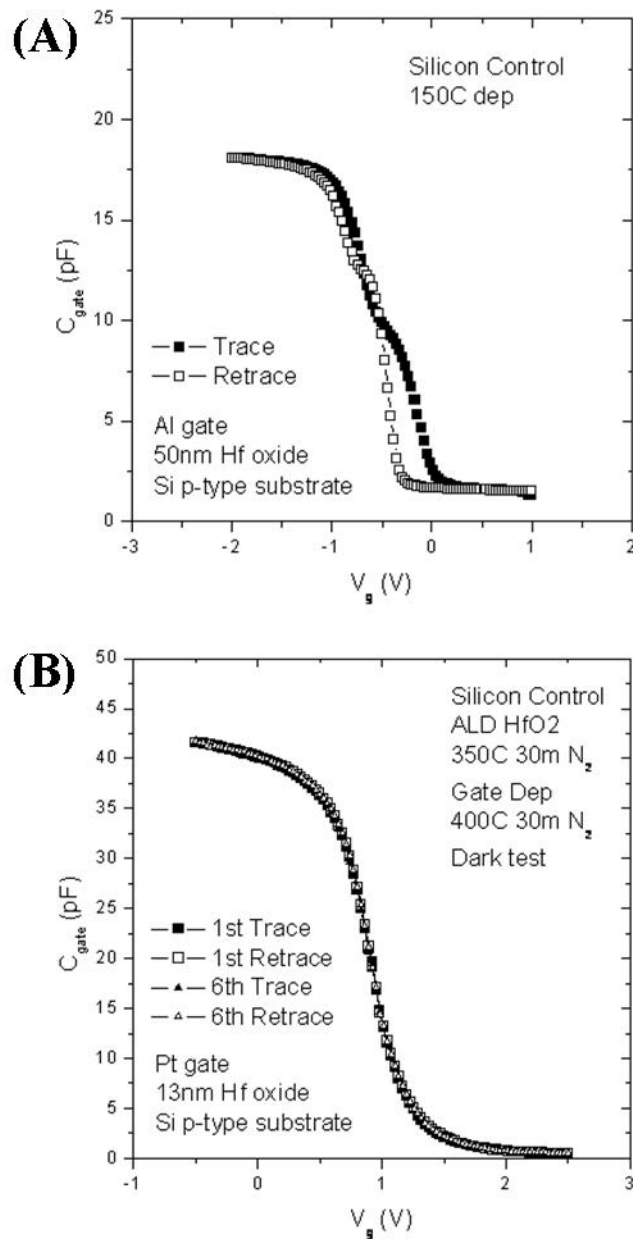 (A)
Silicon Control
150C dep
25
20
15
10
5
0
C_gate (pF)
Trace
Retrace
Al gate
50nm Hf oxide
Si p-type substrate
-3 -2 -1 0 1 2
V_g (V)
(B)
Silicon Control
ALD HfO2
350C 30m N_2
Gate Dep
400C 30m N_2
Dark test
50
45
40
35
30
25
20
15
10
5
0
C_gate (pF)
1st Trace
1st Retrace
6th Trace
6th Retrace
Pt gate
13nm Hf oxide
Si p-type substrate
-1 0 1 2 3
V_g (V)